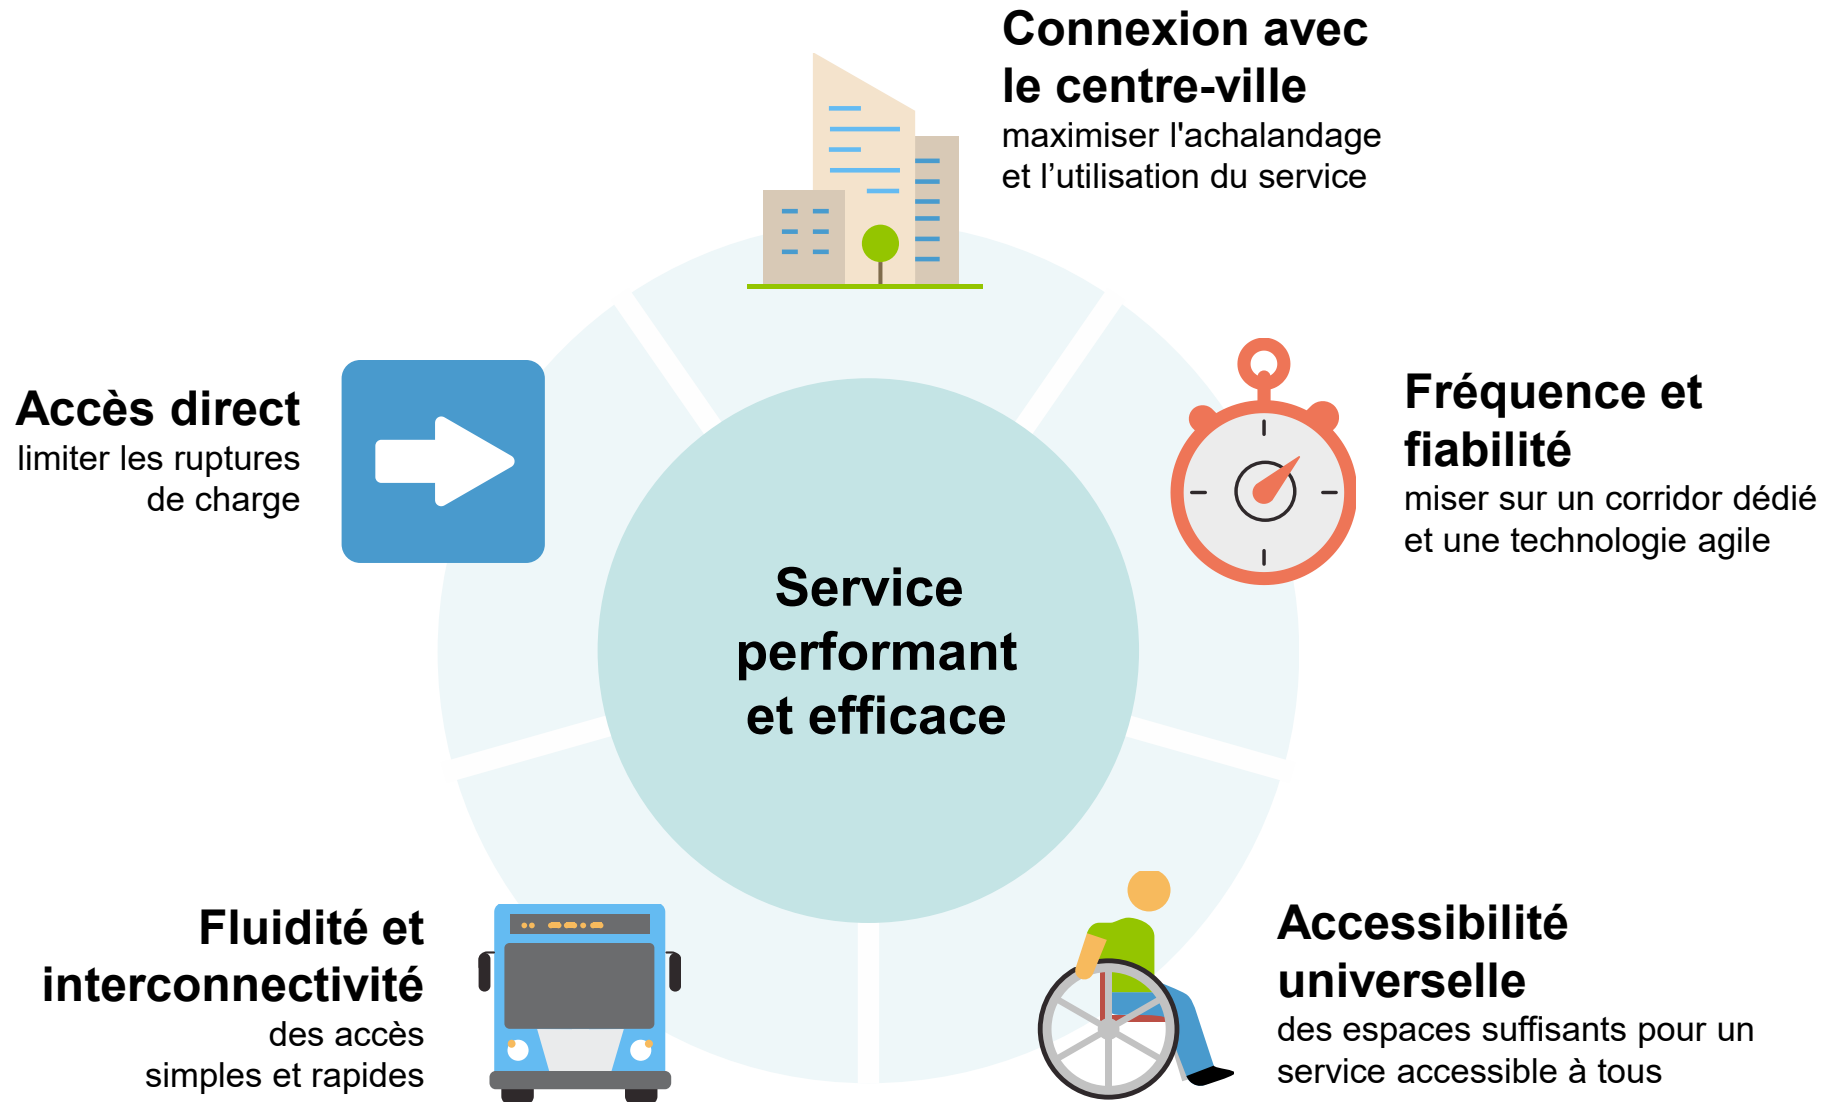 Connexion avec
le centre-ville
maximiser l'achalandage
et l’utilisation du service
Fréquence et
fiabilité
miser sur un corridor dédié
et une technologie agile
Accessibilité
universelle
des espaces suffisants pour un
service accessible à tous
Fluidité et
interconnectivité
des accès
simples et rapides
Accès direct
limiter les ruptures
de charge
Service
performant
et efficace